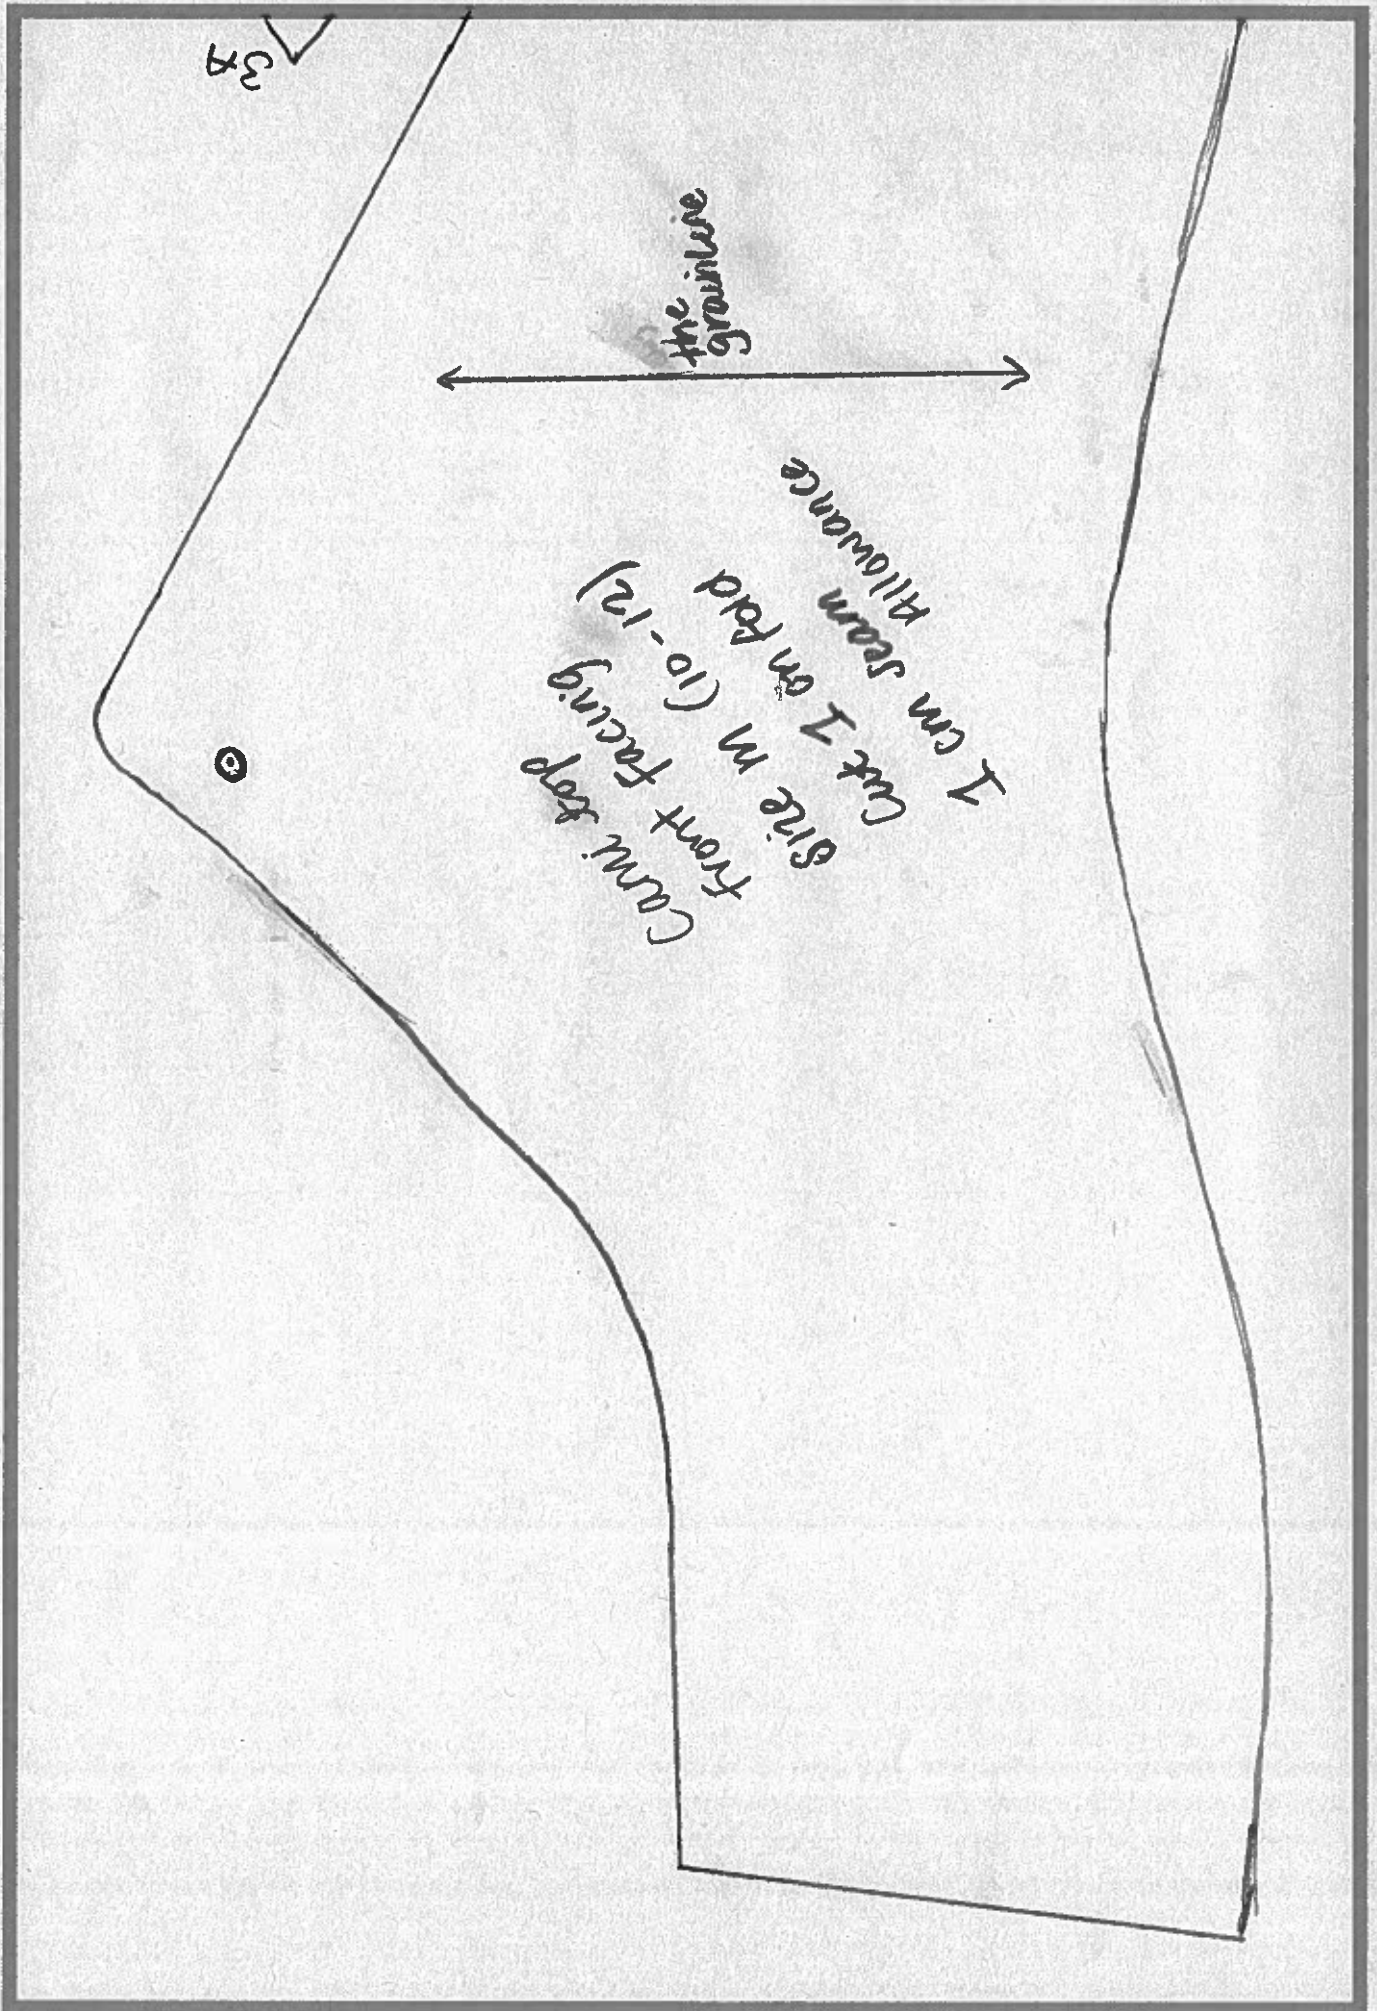 3A
the
grainline
Cami top
front facing
Size M (10-12)
Cut 1 on fold
1 cm seam
Allowance